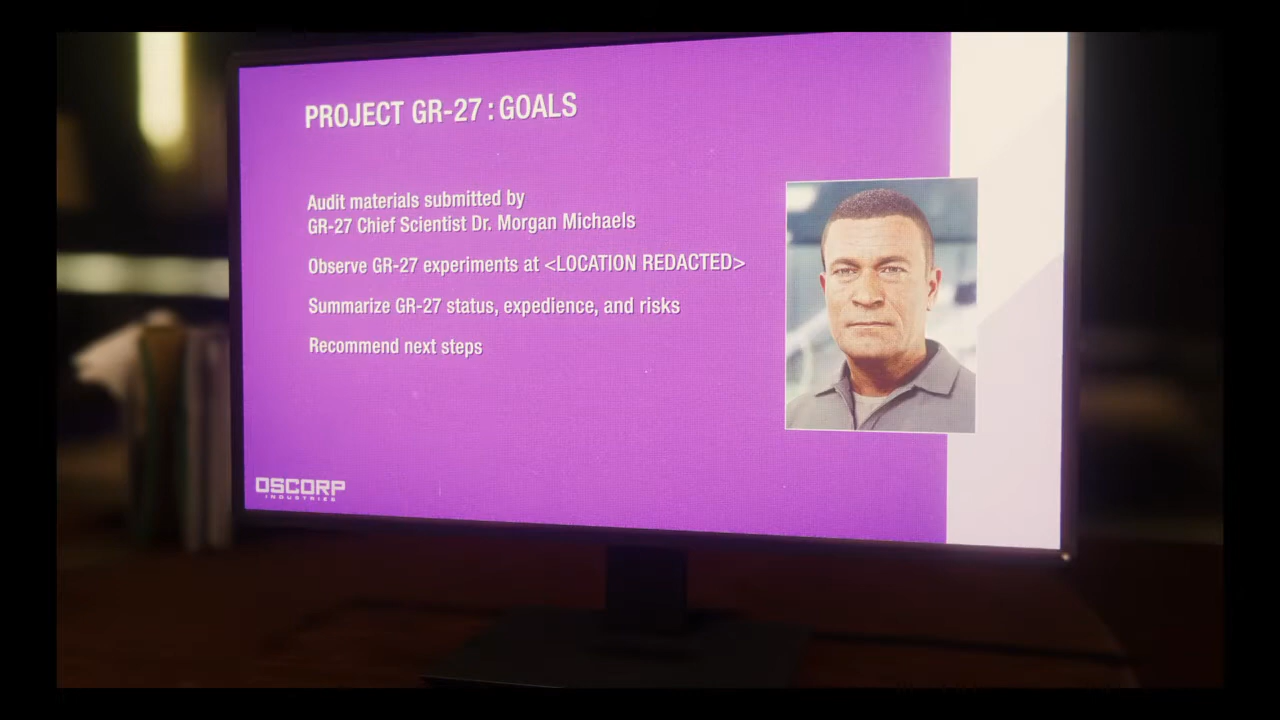 PROJECT GR-27 : GOALS
Audit materials submitted by
GR-27 Chief Scientist Dr. Morgan Michaels
Observe GR-27 experiments at <LOCATION REDACTED>
Summarize GR-27 status, expedience, and risks
Recommend next steps
OSCORP
INDUSTRIES